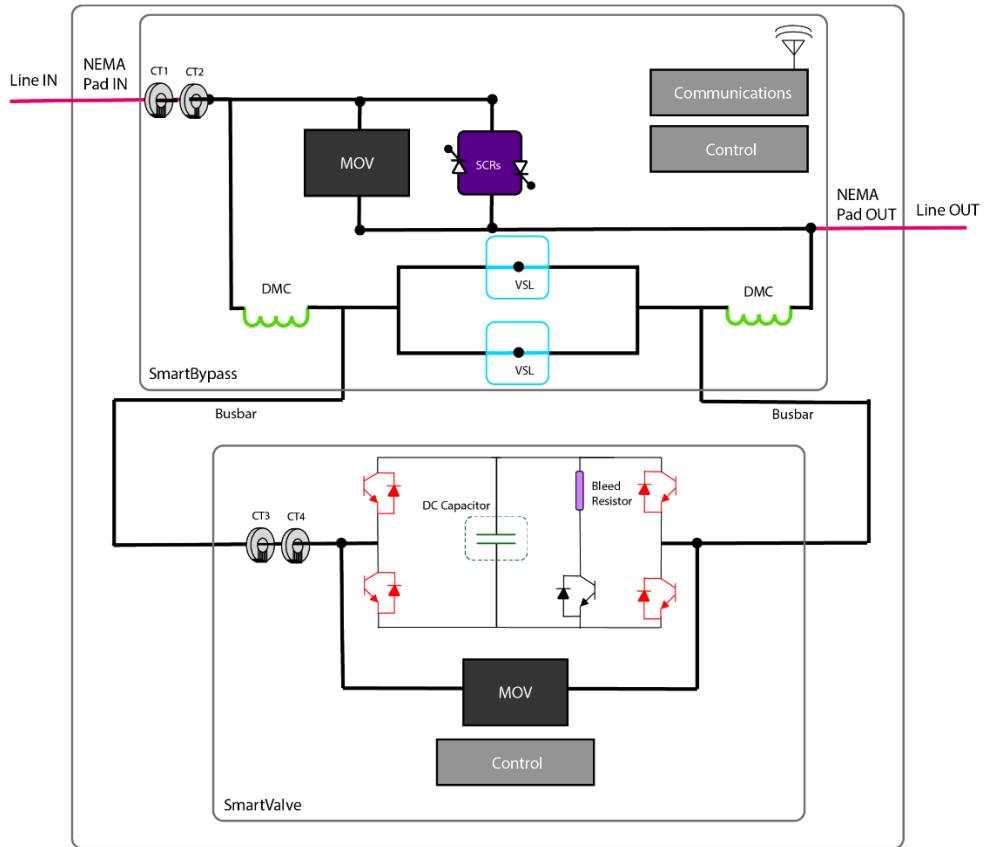 Line IN
NEMA
Pad IN
CT1
CT2
Communications
MOV
SCRs
Control
NEMA
Pad OUT
Line OUT
DMC
VSL
DMC
VSL
SmartBypass
Busbar
Busbar
Bleed
Resistor
DC Capacitor
CT3
CT4
MOV
Control
SmartValve